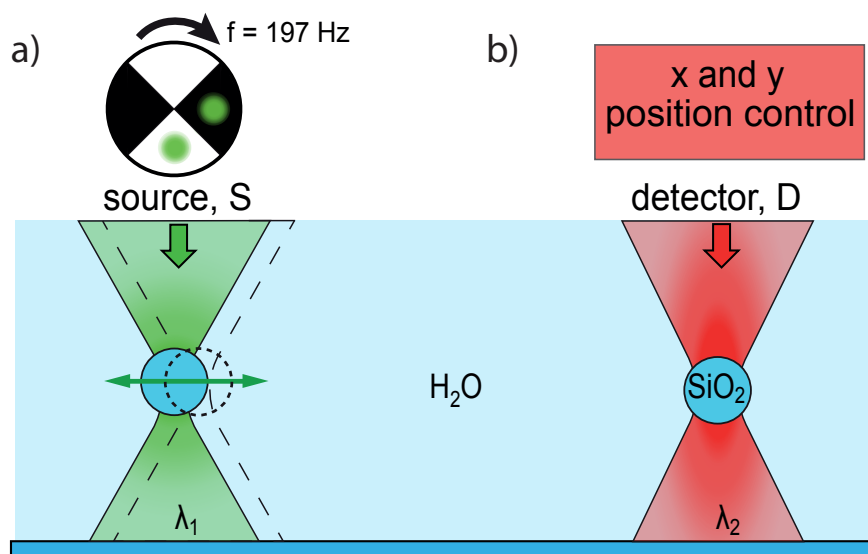 a)
f = 197 Hz
b)
x and y
position control
source, S
detector, D
H₂O
SiO₂
λ₁
λ₂